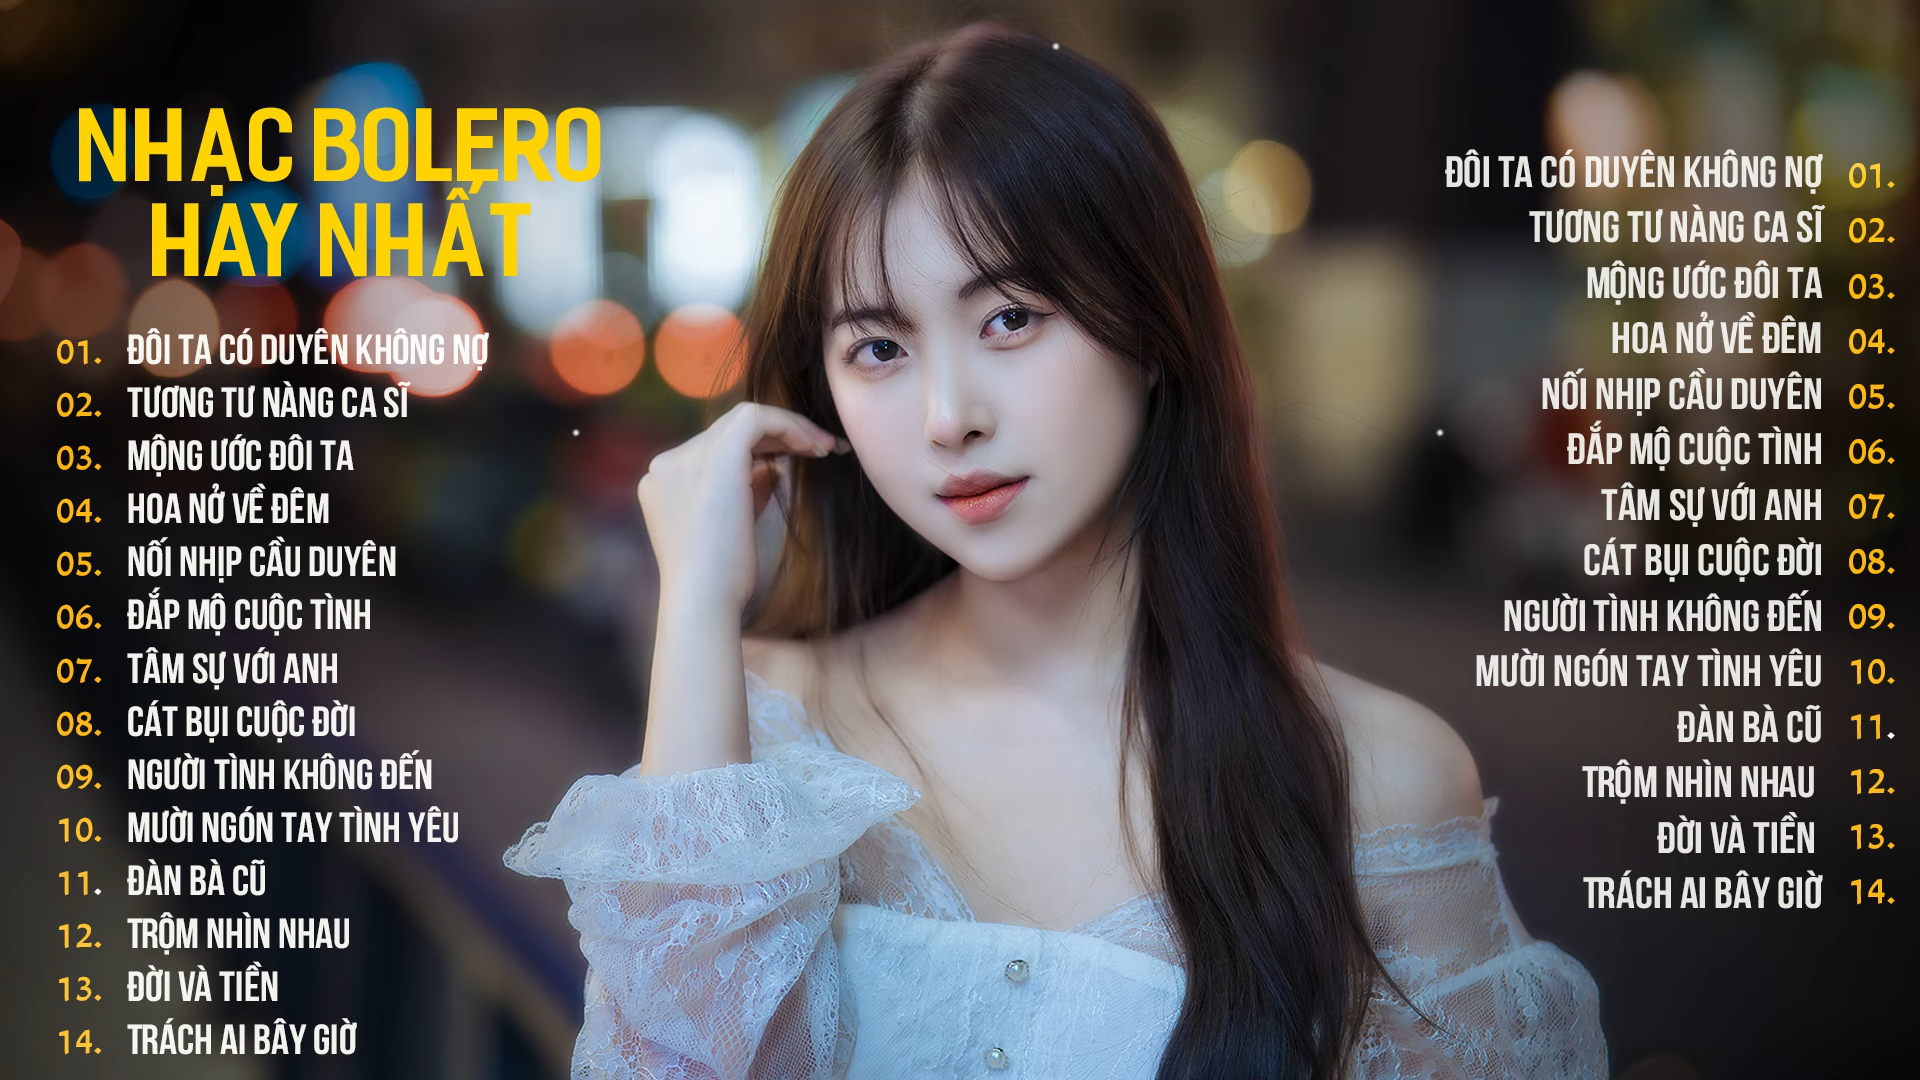 NHẠC BOLERO
HAY NHẤT
01. ĐÔI TA CÓ DUYÊN KHÔNG NỢ
02. TƯƠNG TƯ NÀNG CA SĨ
03. MỘNG ƯỚC ĐÔI TA
04. HOA NỞ VỀ ĐÊM
05. NỐI NHỊP CẦU DUYÊN
06. ĐẮP MỘ CUỘC TÌNH
07. TÂM SỰ VỚI ANH
08. CÁT BỤI CUỘC ĐỜI
09. NGƯỜI TÌNH KHÔNG ĐẾN
10. MƯỜI NGÓN TAY TÌNH YÊU
11. ĐÀN BÀ CŨ
12. TRỘM NHÌN NHAU
13. ĐỜI VÀ TIỀN
14. TRÁCH AI BÂY GIỜ
ĐÔI TA CÓ DUYÊN KHÔNG NỢ 01.
TƯƠNG TƯ NÀNG CA SĨ 02.
MỘNG ƯỚC ĐÔI TA 03.
HOA NỞ VỀ ĐÊM 04.
NỐI NHỊP CẦU DUYÊN 05.
ĐẮP MỘ CUỘC TÌNH 06.
TÂM SỰ VỚI ANH 07.
CÁT BỤI CUỘC ĐỜI 08.
NGƯỜI TÌNH KHÔNG ĐẾN 09.
MƯỜI NGÓN TAY TÌNH YÊU 10.
ĐÀN BÀ CŨ 11.
TRỘM NHÌN NHAU 12.
ĐỜI VÀ TIỀN 13.
TRÁCH AI BÂY GIỜ 14.